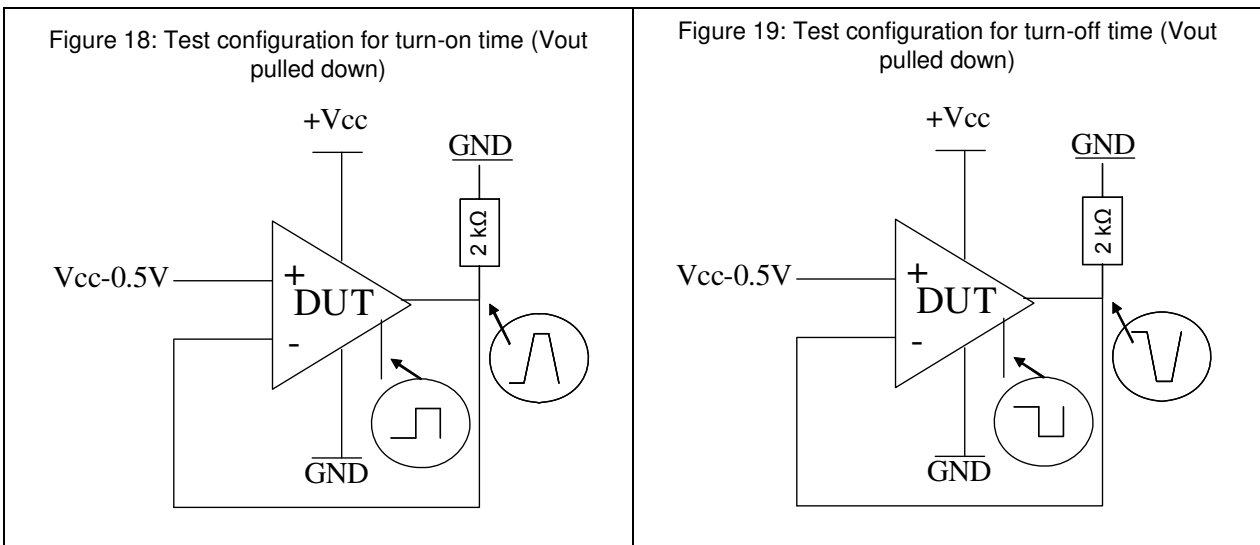 Figure 18: Test configuration for turn-on time (Vout
pulled down)
+Vcc
GND
2 kΩ
Vcc-0.5V
+
DUT
-
GND
Figure 19: Test configuration for turn-off time (Vout
pulled down)
+Vcc
GND
2 kΩ
Vcc-0.5V
+
DUT
-
GND